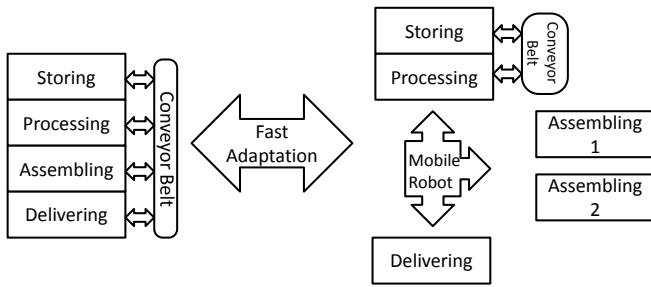 Storing
Processing
Assembling
Delivering
Conveyor Belt
Fast
Adaptation
Storing
Processing
Conveyor
Belt
Mobile
Robot
Assembling
1
Assembling
2
Delivering